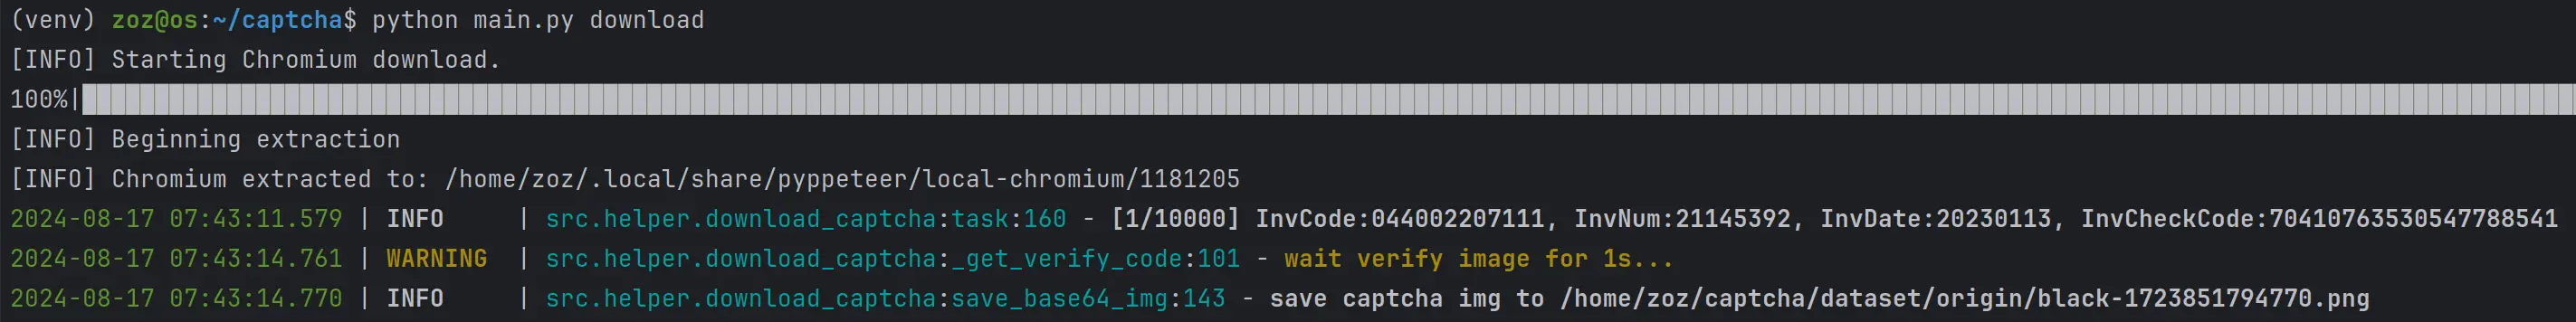 (venv) zoz@os:~/captcha$ python main.py download
[INFO] Starting Chromium download.
100%|
[INFO] Beginning extraction
[INFO] Chromium extracted to: /home/zoz/.local/share/pyppeteer/local-chromium/1181205
2024-08-17 07:43:11.579 | INFO     | src.helper.download_captcha:task:160 - [1/10000] InvCode:044002207111, InvNum:21145392, InvDate:20230113, InvCheckCode:70410763530547788541
2024-08-17 07:43:14.761 | WARNING  | src.helper.download_captcha:_get_verify_code:101 - wait verify image for 1s...
2024-08-17 07:43:14.770 | INFO     | src.helper.download_captcha:save_base64_img:143 - save captcha img to /home/zoz/captcha/dataset/origin/black-1723851794770.png